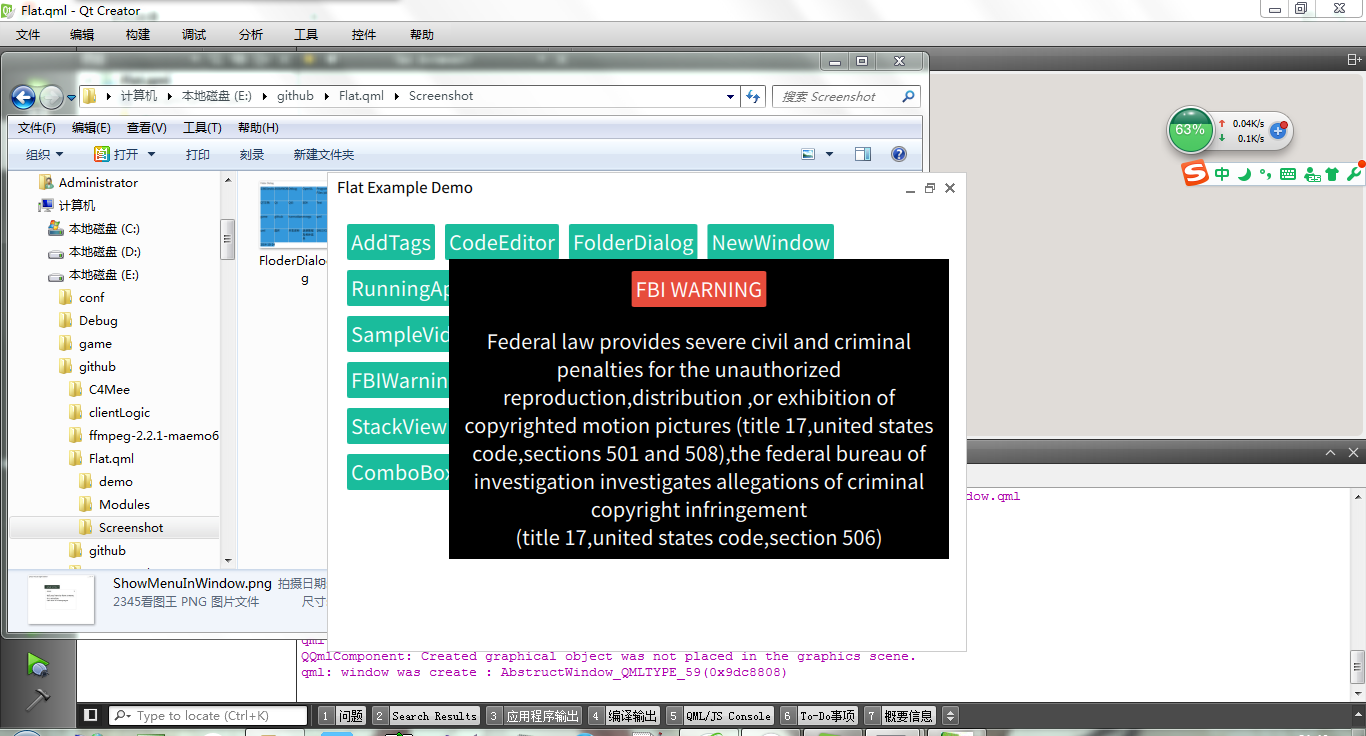 Flat.qml - Qt Creator
文件 编辑 构建 调试 分析 工具 控件 帮助
计算机 本地磁盘 (E:) github Flat.qml Screenshot
搜索 Screenshot
文件(F) 编辑(E) 查看(V) 工具(T) 帮助(H)
组织 打开 打印 刻录 新建文件夹
63%
0.04K/s
0.1K/s
中
Administrator
计算机
本地磁盘 (C:)
本地磁盘 (D:)
本地磁盘 (E:)
conf
Debug
game
github
C4Mee
clientLogic
ffmpeg-2.2.1-maemo6
Flat.qml
demo
Modules
Screenshot
github
FloderDialo
g
ShowMenuInWindow.png 拍摄日期
2345看图王 PNG 图片文件 尺寸
Flat Example Demo
AddTags CodeEditor FolderDialog NewWindow
RunningAp
SampleVid
FBIWarnin
StackView
ComboBox
FBI WARNING
Federal law provides severe civil and criminal
penalties for the unauthorized
reproduction,distribution ,or exhibition of
copyrighted motion pictures (title 17,united states
code,sections 501 and 508),the federal bureau of
investigation investigates allegations of criminal
copyright infringement
(title 17,united states code,section 506)
dow.qml
qml
QQmlComponent: Created graphical object was not placed in the graphics scene.
qml: window was create : AbstructWindow_QMLTYPE_59(0x9dc8808)
Type to locate (Ctrl+K)
1 问题 2 Search Results 3 应用程序输出 4 编译输出 5 QML/JS Console 6 To-Do事项 7 概要信息